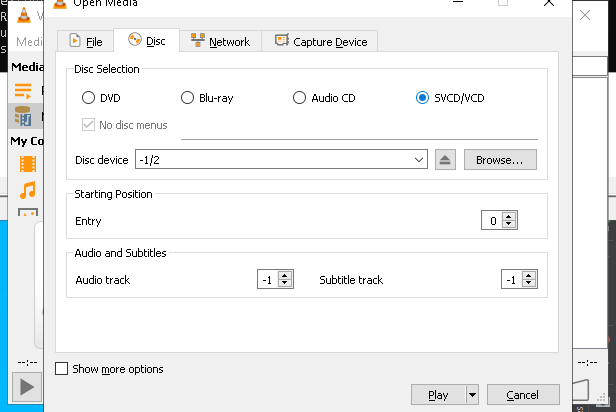 Open Media
Media
File
Disc
Network
Capture Device
Media
Disc Selection
DVD
Blu-ray
Audio CD
SVCD/VCD
No disc menus
My Co
Disc device
-1/2
Browse...
Starting Position
Entry
0
Audio and Subtitles
Audio track
-1
Subtitle track
-1
--:--
Show more options
--:--
Play
Cancel